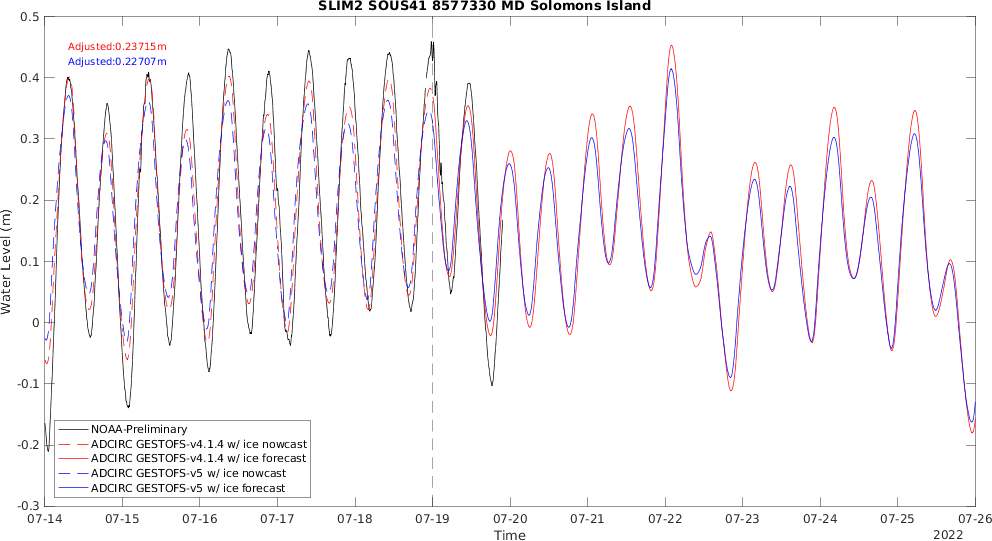 SLIM2 SOUS41 8577330 MD Solomons Island
0.5
0.4
0.3
0.2
0.1
0
-0.1
-0.2
-0.3
Water Level (m)
Adjusted:0.23715m
Adjusted:0.22707m
NOAA-Preliminary
ADCIRC GESTOFS-v4.1.4 w/ ice nowcast
ADCIRC GESTOFS-v4.1.4 w/ ice forecast
ADCIRC GESTOFS-v5 w/ ice nowcast
ADCIRC GESTOFS-v5 w/ ice forecast
07-14 07-15 07-16 07-17 07-18 07-19 07-20 07-21 07-22 07-23 07-24 07-25 07-26
Time
2022